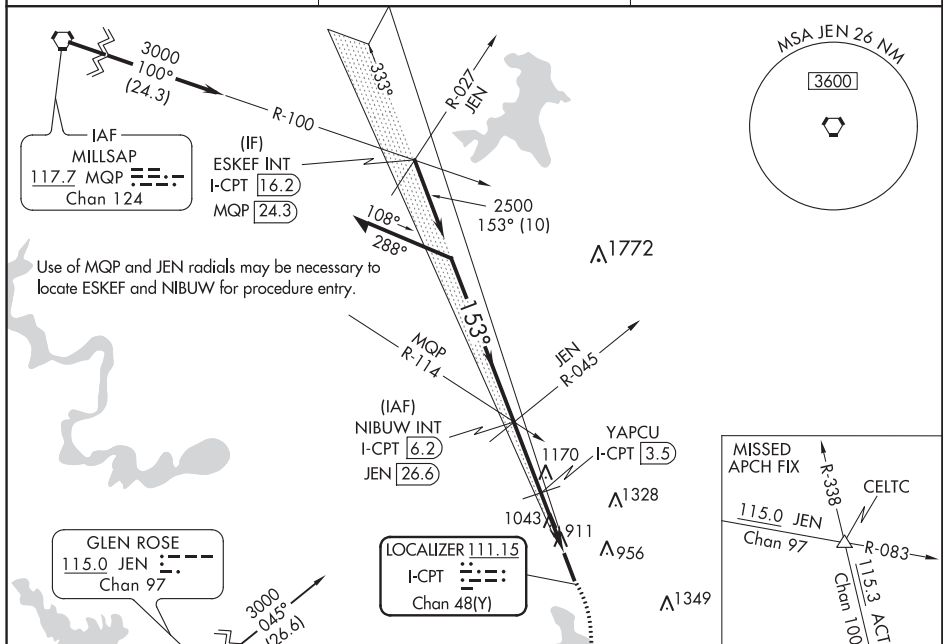 3000
100°
(24.3)
R-100
IAF
MILLSAP
117.7 MQP
Chan 124
(IF)
ESKEF INT
I-CPT 16.2
MQP 24.3
333°
R-027
JEN
2500
153° (10)
108°
288°
MSA JEN 26 NM
3600
1772
Use of MQP and JEN radials may be necessary to
locate ESKEF and NIBUW for procedure entry.
153°
MQP
R-114
JEN
R-045
(IAF)
NIBUW INT
I-CPT 6.2
JEN 26.6
YAPCU
I-CPT 3.5
1170
1328
1043
911
956
1349
LOCALIZER 111.15
I-CPT
Chan 48(Y)
GLEN ROSE
115.0 JEN
Chan 97
3000
045°
(26.6)
MISSED
APCH FIX
R-338
CELTC
115.0 JEN
Chan 97
R-083
115.3 ACT
Chan 100